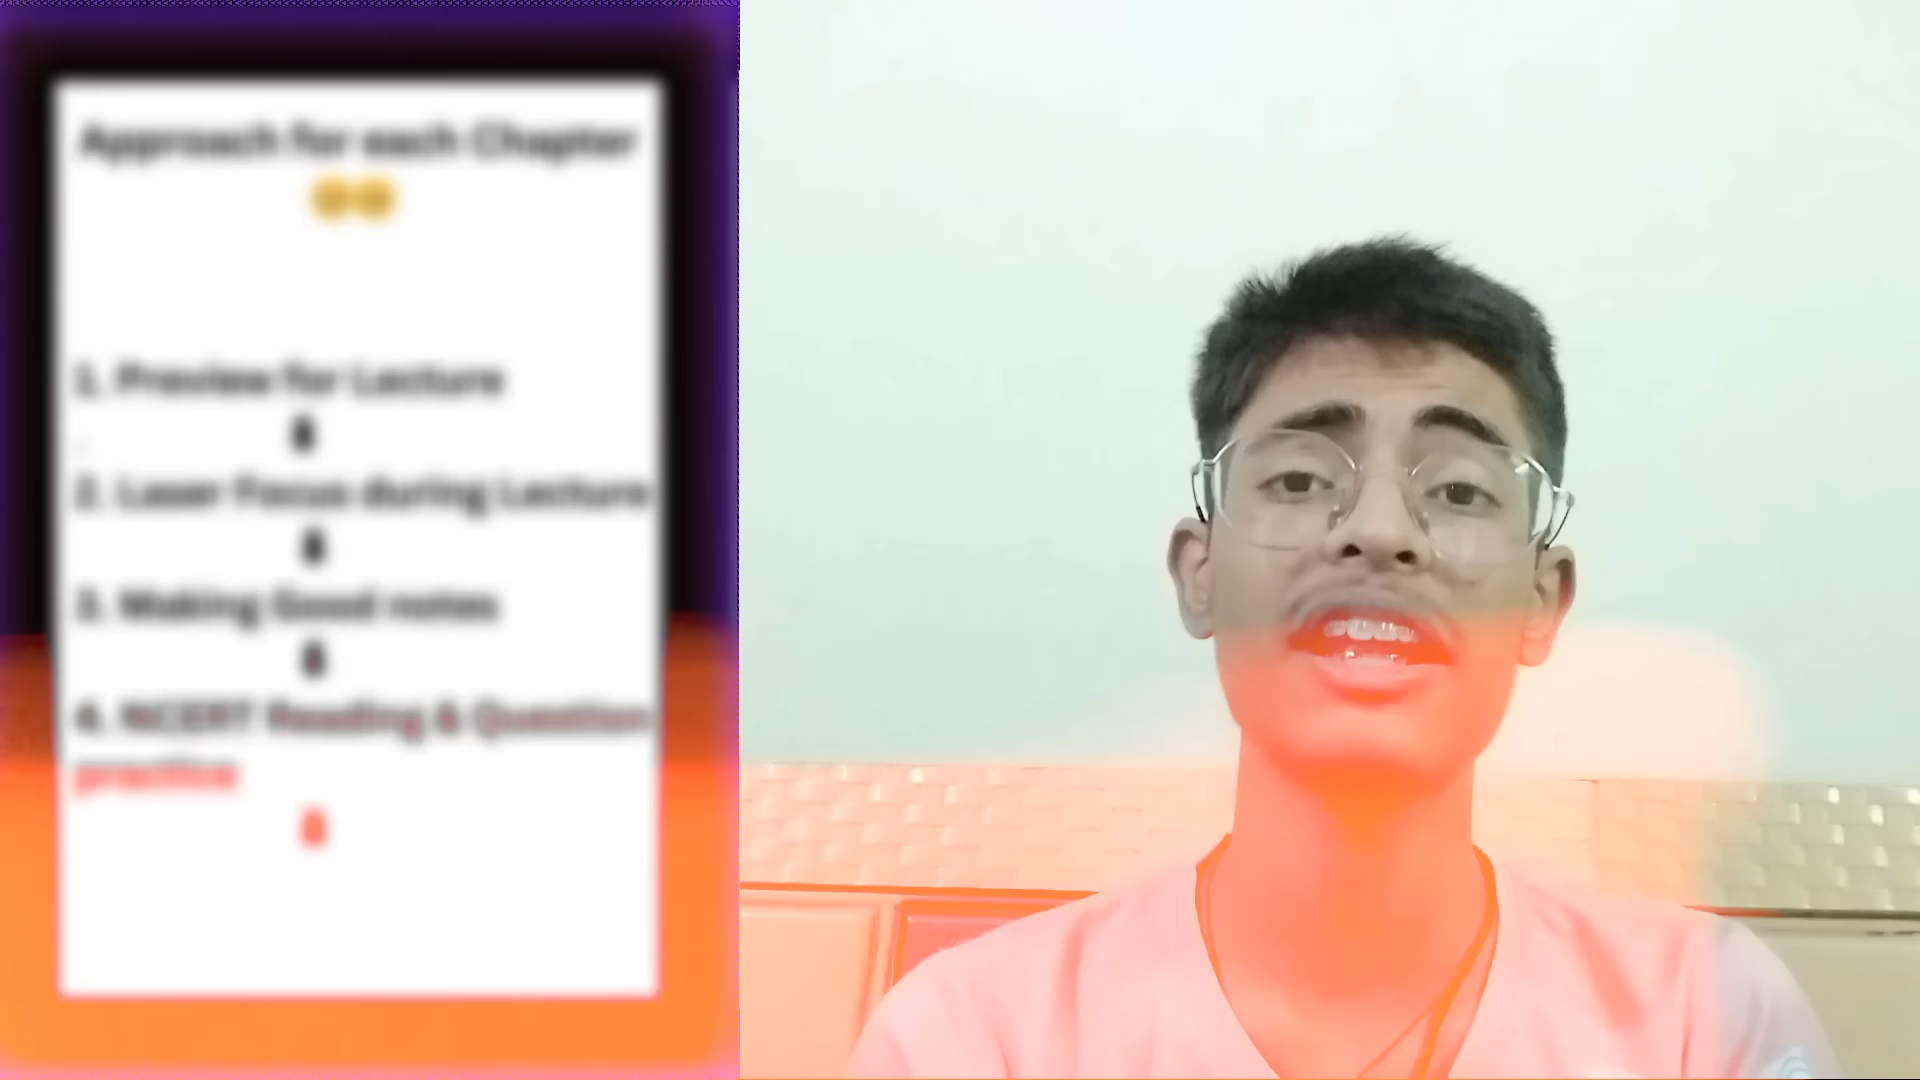 Approach for each Chapter
1. Preview for Lecture
2. Laser Focus during Lecture
3. Making Good notes
4. NCERT Reading & Question
practice